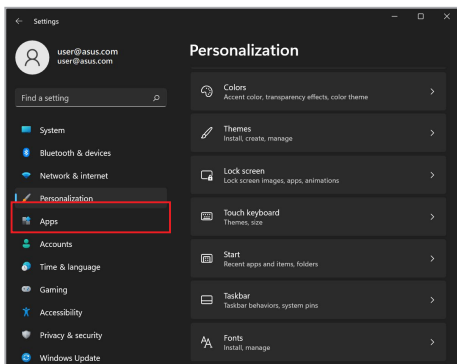 Settings
user@asus.com
user@asus.com
Find a setting
System
Bluetooth & devices
Network & internet
Personalization
Apps
Accounts
Time & language
Gaming
Accessibility
Privacy & security
Windows Update
Personalization
Colors
Accent color, transparency effects, color theme
Themes
Install, create, manage
Lock screen
Lock screen images, apps, animations
Touch keyboard
Themes, size
Start
Recent apps and items, folders
Taskbar
Taskbar behaviors, system pins
Fonts
Install, manage